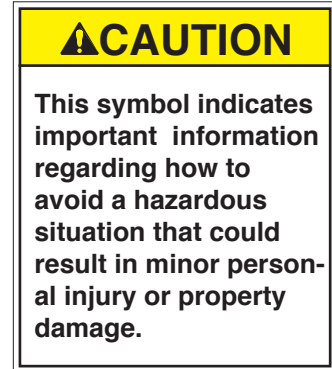 CAUTION
This symbol indicates
important information
regarding how to
avoid a hazardous
situation that could
result in minor person-
al injury or property
damage.